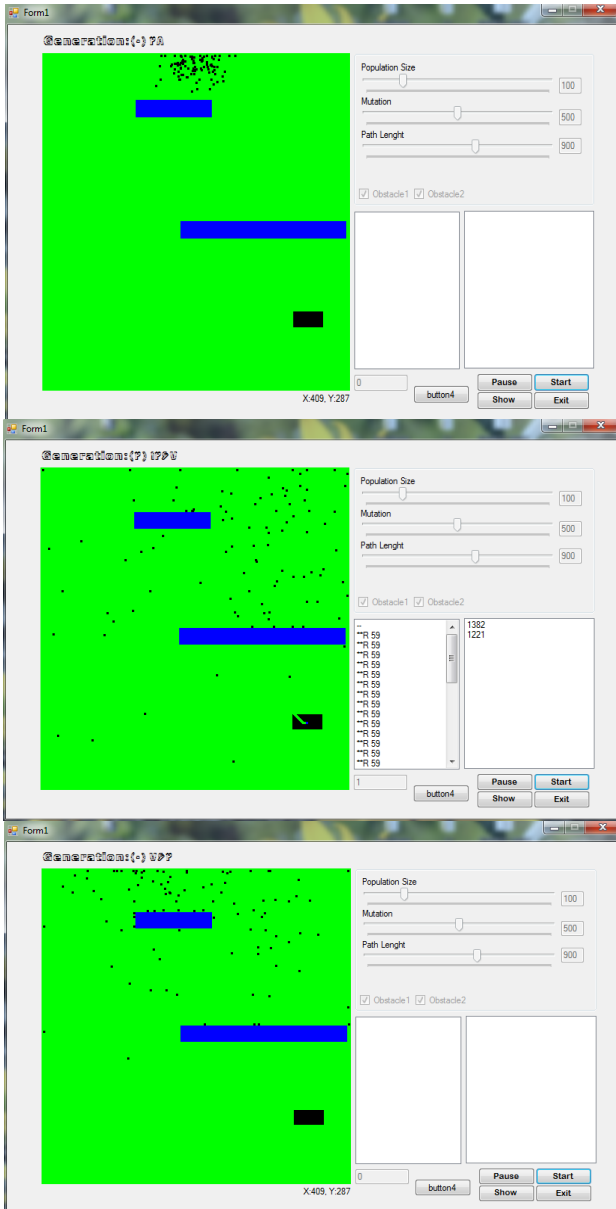 Form1
Population Size
100
Mutation
500
Path Lenght
900
Obstacle1 Obstacle2
0
button4
Pause Start
Show Exit
X:409, Y:287
Form1
Population Size
100
Mutation
500
Path Lenght
900
Obstacle1 Obstacle2
--
**R 59
**R 59
**R 59
**R 59
**R 59
**R 59
**R 59
**R 59
**R 59
**R 59
**R 59
**R 59
**R 59
**R 59
1382
1221
1
button4
Pause Start
Show Exit
Form1
Population Size
100
Mutation
500
Path Lenght
900
Obstacle1 Obstacle2
0
button4
Pause Start
Show Exit
X:409, Y:287